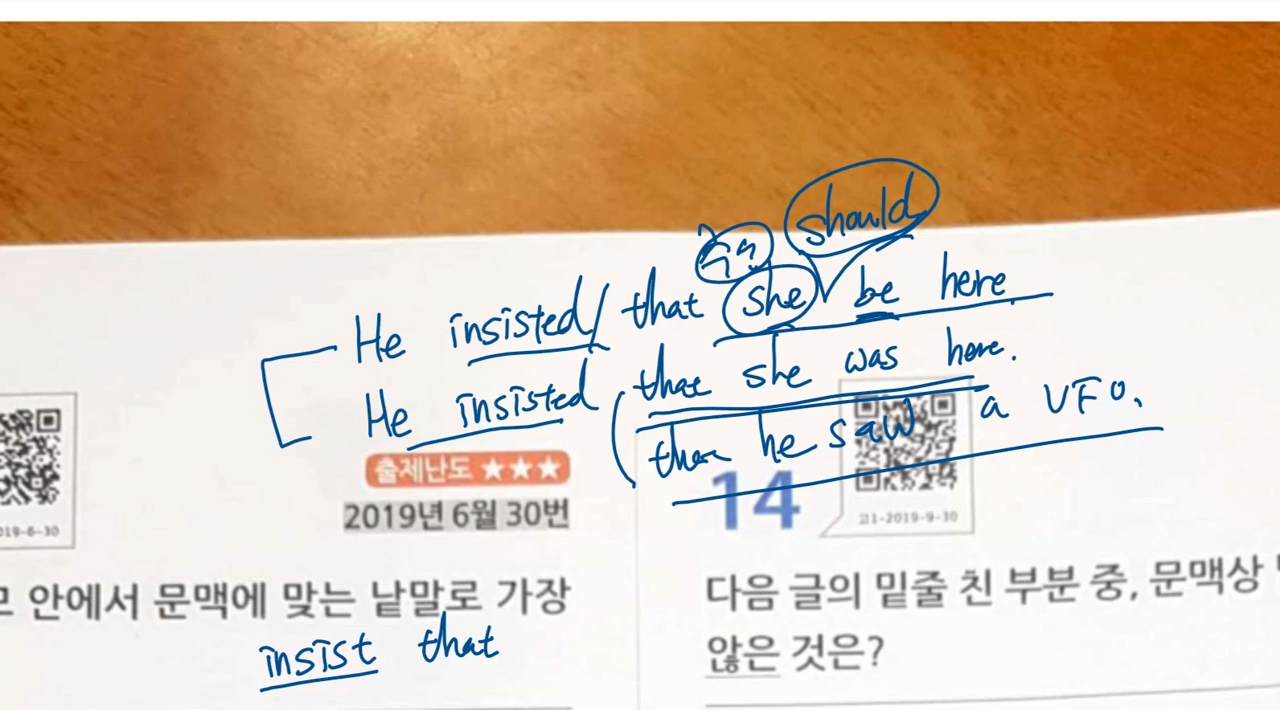 should
He insisted / that she be here.
He insisted that she was here.
that he saw a UFO.
출제난도 ★★★
2019년 6월 30번
14
2019-6-30
21-2019-9-30
안에서 문맥에 맞는 낱말로 가장
insist that
다음 글의 밑줄 친 부분 중, 문맥상
않은 것은?